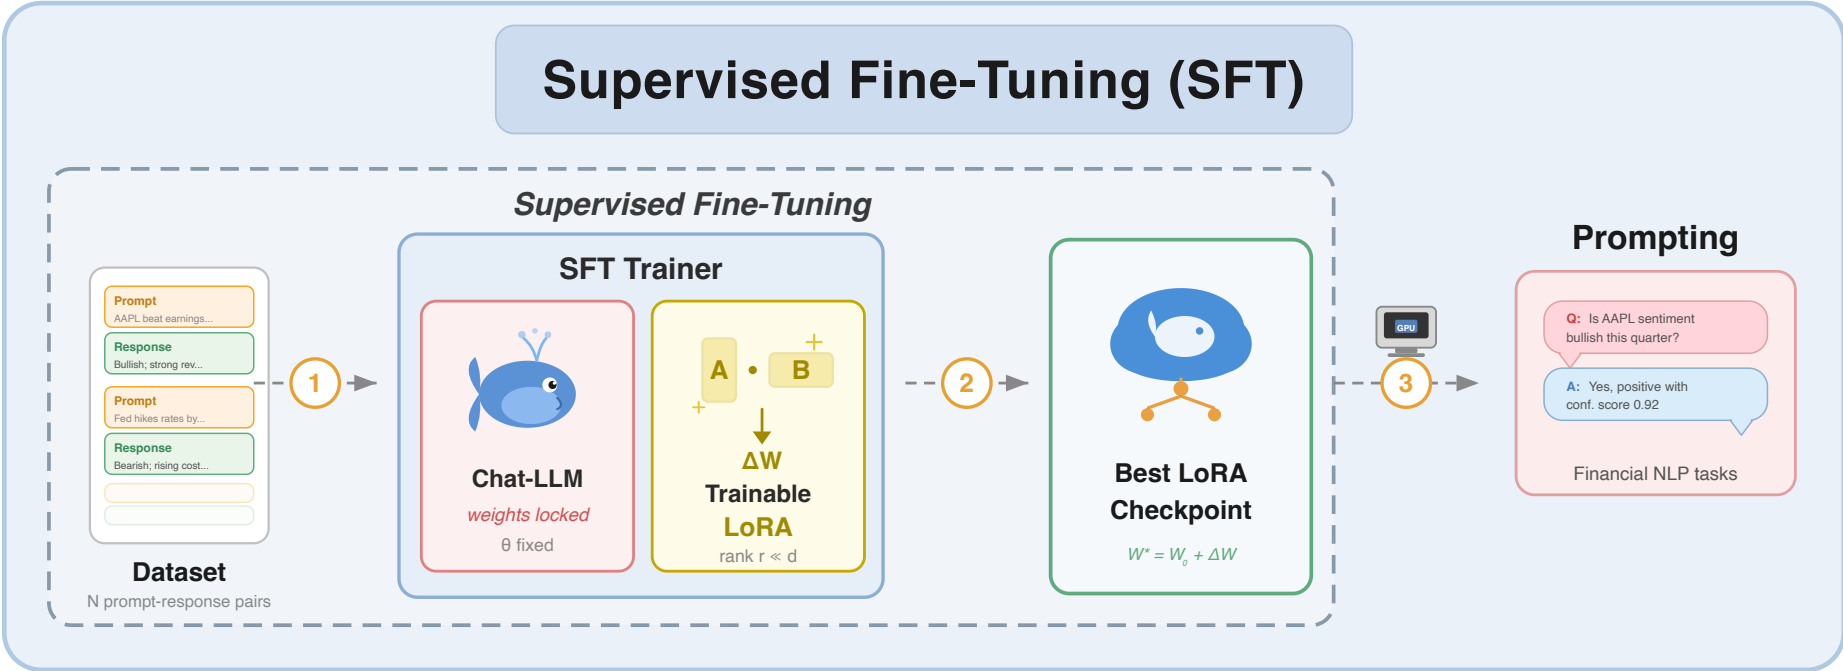 Supervised Fine-Tuning (SFT)
Supervised Fine-Tuning
Prompt
AAPL beat earnings...
Response
Bullish; strong rev...
Prompt
Fed hikes rates by...
Response
Bearish; rising cost...
Dataset
N prompt-response pairs
1
SFT Trainer
Chat-LLM
weights locked
θ fixed
A • B
ΔW
Trainable
LoRA
rank r ≪ d
2
Best LoRA
Checkpoint
W* = W₀ + ΔW
GPU
3
Prompting
Q: Is AAPL sentiment
bullish this quarter?
A: Yes, positive with
conf. score 0.92
Financial NLP tasks